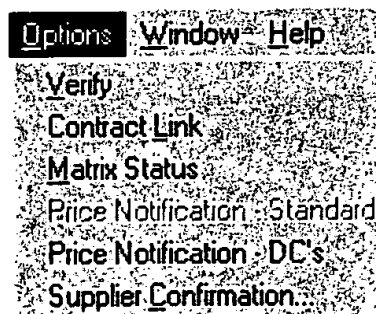 Options Window Help
Verify
Contract Link
Matrix Status
Price Notification - Standard
Price Notification - DC's
Supplier Confirmation...